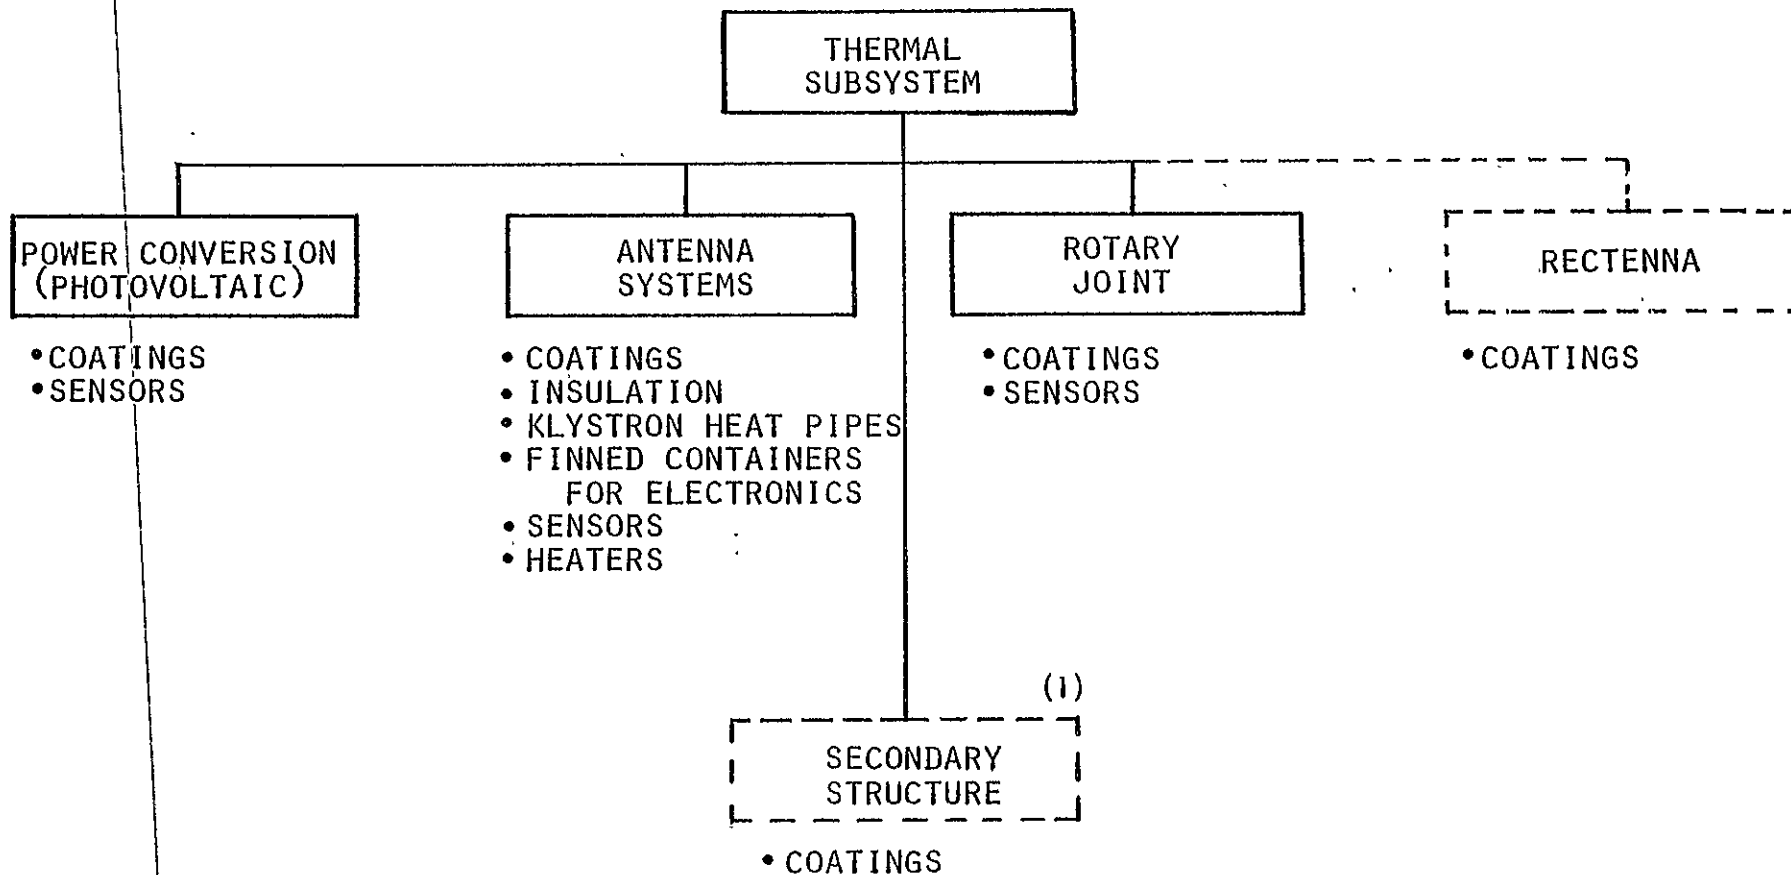 THERMAL
SUBSYSTEM
POWER CONVERSION
(PHOTOVOLTAIC)
• COATINGS
• SENSORS
ANTENNA
SYSTEMS
• COATINGS
• INSULATION
• KLYSTRON HEAT PIPES
• FINNED CONTAINERS
FOR ELECTRONICS
• SENSORS
• HEATERS
ROTARY
JOINT
• COATINGS
• SENSORS
RECTENNA
• COATINGS
(1)
SECONDARY
STRUCTURE
• COATINGS